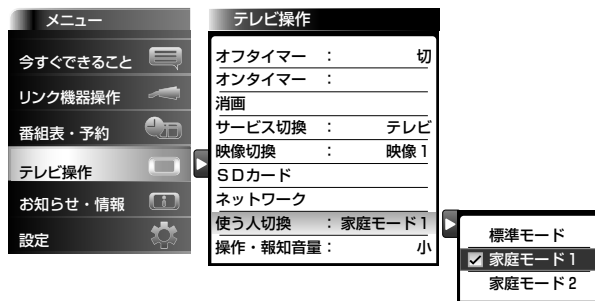 メニュー
今すぐできること
リンク機器操作
番組表・予約
テレビ操作
お知らせ・情報
設定
テレビ操作
オフタイマー : 切
オンタイマー :
消画
サービス切換 : テレビ
映像切換 : 映像1
SDカード
ネットワーク
使う人切換 : 家庭モード1
操作・報知音量 : 小
標準モード
家庭モード1
家庭モード2